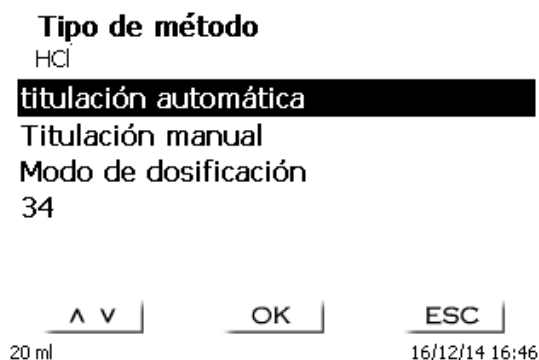 Tipo de método
HCl
titulación automática
Titulación manual
Modo de dosificación
34
∧ ∨ OK ESC
20 ml 16/12/14 16:46